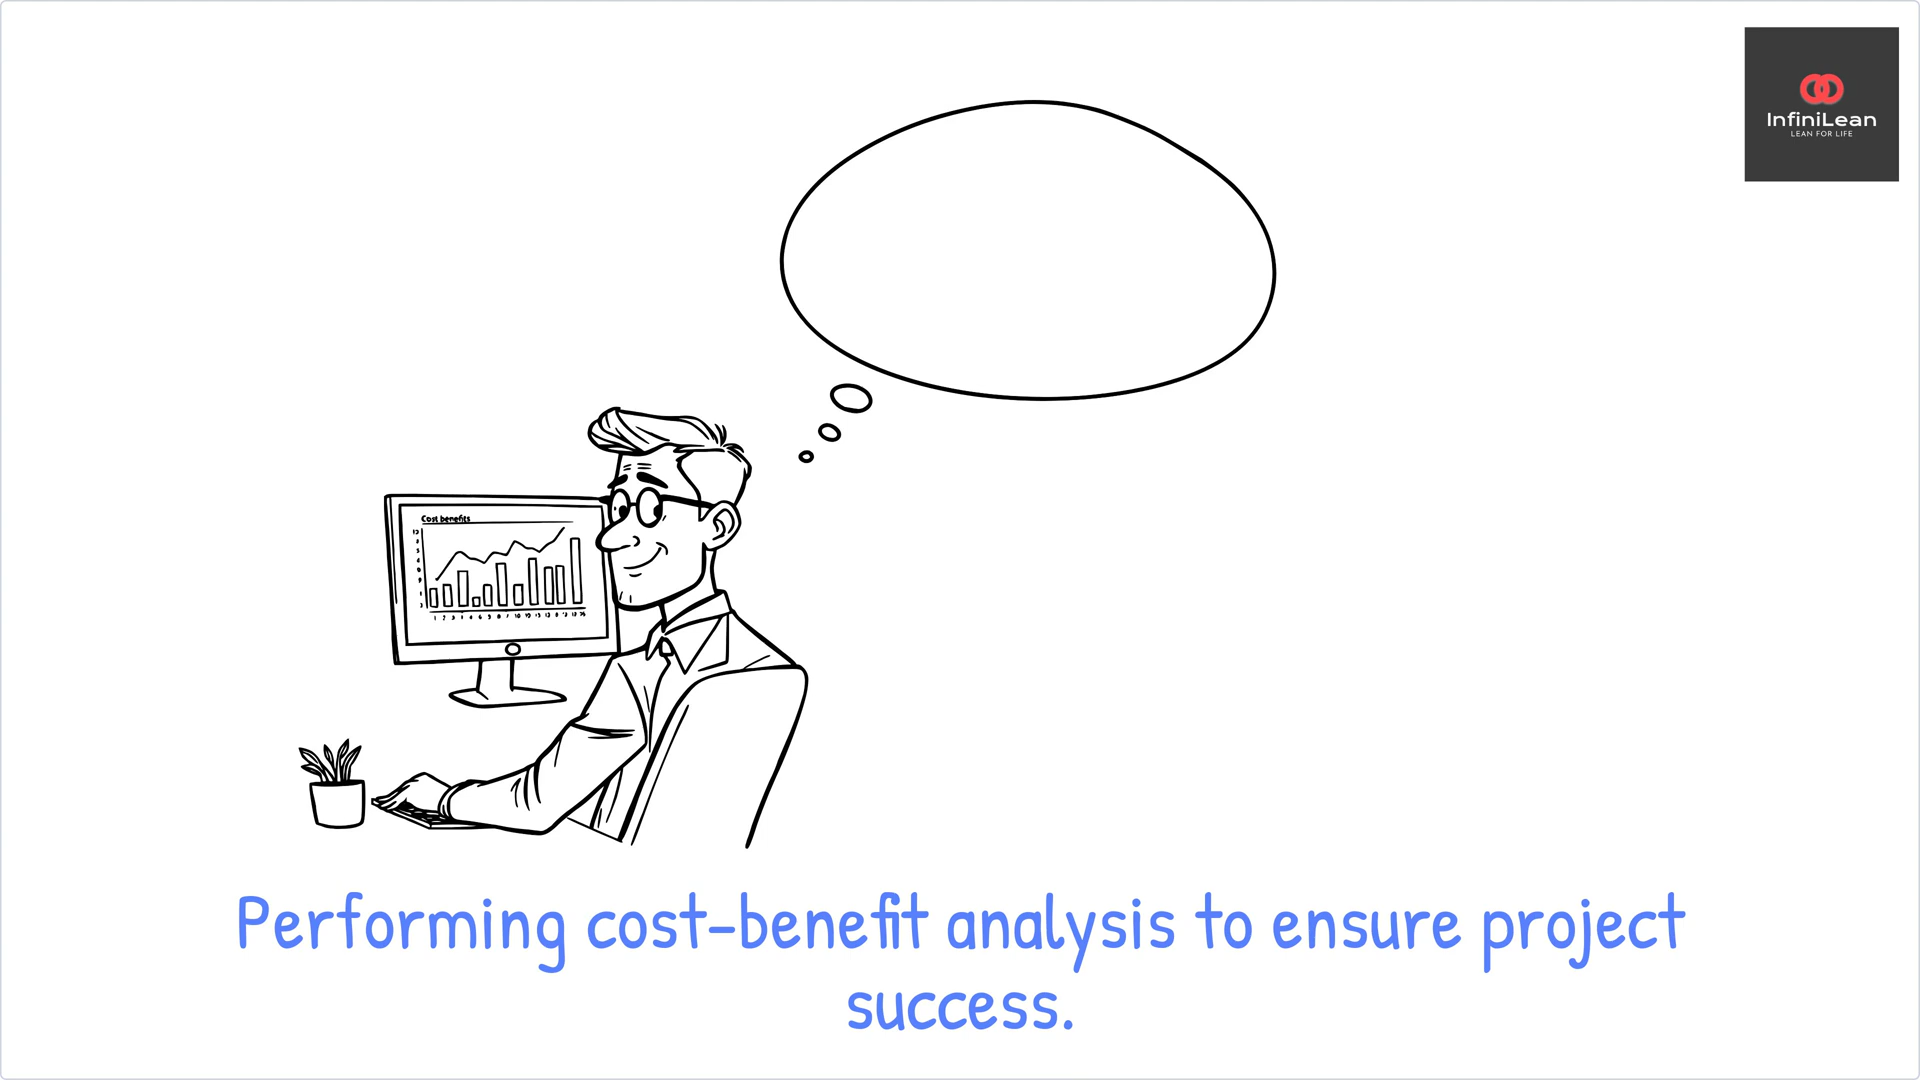 InfiniLean
LEAN FOR LIFE
Cost benefits
Performing cost-benefit analysis to ensure project
success.